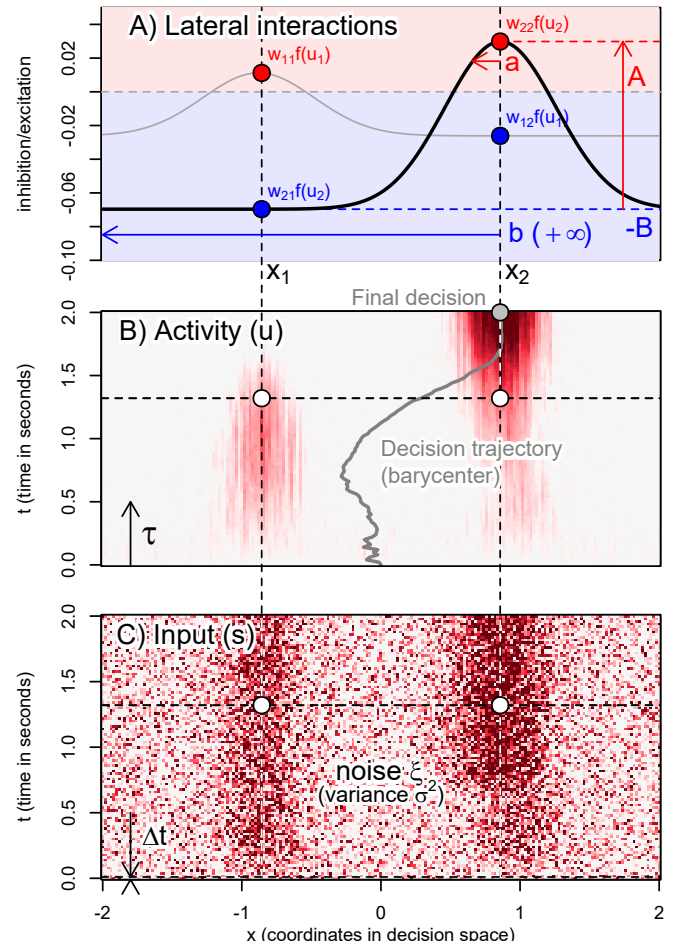 A) Lateral interactions
w11f(u1)
w22f(u2)
a
A
w12f(u1)
w21f(u2)
-B
b (+∞)
inhibition/excitation
0.02
-0.02
-0.06
-0.10
x1
x2
Final decision
B) Activity (u)
Decision trajectory
(barycenter)
τ
t (time in seconds)
2.0
1.5
1.0
0.5
0.0
C) Input (s)
noise ξ
(variance σ²)
Δt
t (time in seconds)
2.0
1.5
1.0
0.5
0.0
-2
-1
0
1
2
x (coordinates in decision space)